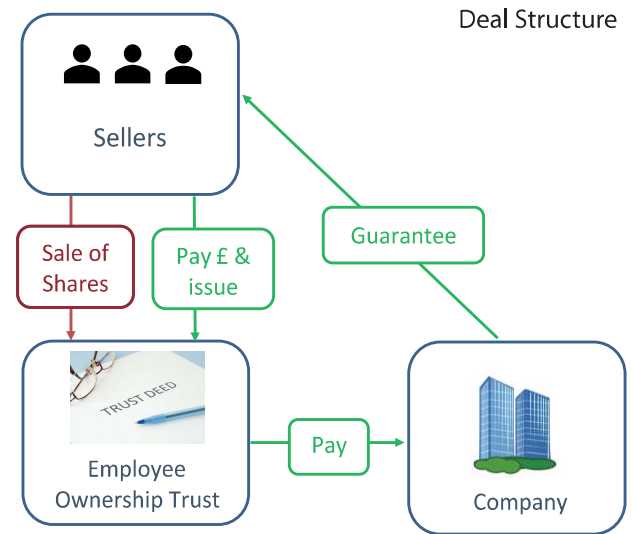 Deal Structure
Sellers
Guarantee
Sale of
Shares
Pay £ &
issue
TRUST DEED
Pay
Employee
Ownership Trust
Company